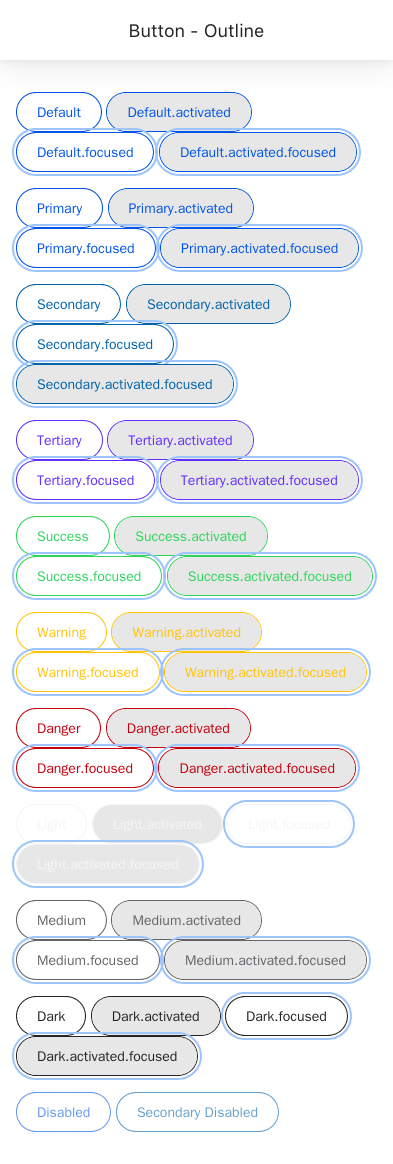 Button - Outline
Default Default.activated
Default.focused Default.activated.focused
Primary Primary.activated
Primary.focused Primary.activated.focused
Secondary Secondary.activated
Secondary.focused
Secondary.activated.focused
Tertiary Tertiary.activated
Tertiary.focused Tertiary.activated.focused
Success Success.activated
Success.focused Success.activated.focused
Warning Warning.activated
Warning.focused Warning.activated.focused
Danger Danger.activated
Danger.focused Danger.activated.focused
Light Light.activated Light.focused
Light.activated.focused
Medium Medium.activated
Medium.focused Medium.activated.focused
Dark Dark.activated Dark.focused
Dark.activated.focused
Disabled Secondary Disabled